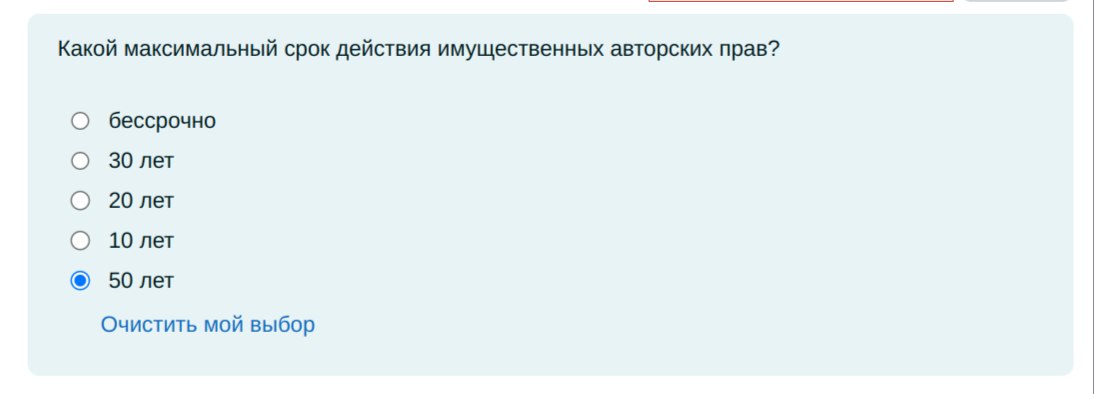 Какой максимальный срок действия имущественных авторских прав?
бессрочно
30 лет
20 лет
10 лет
50 лет
Очистить мой выбор